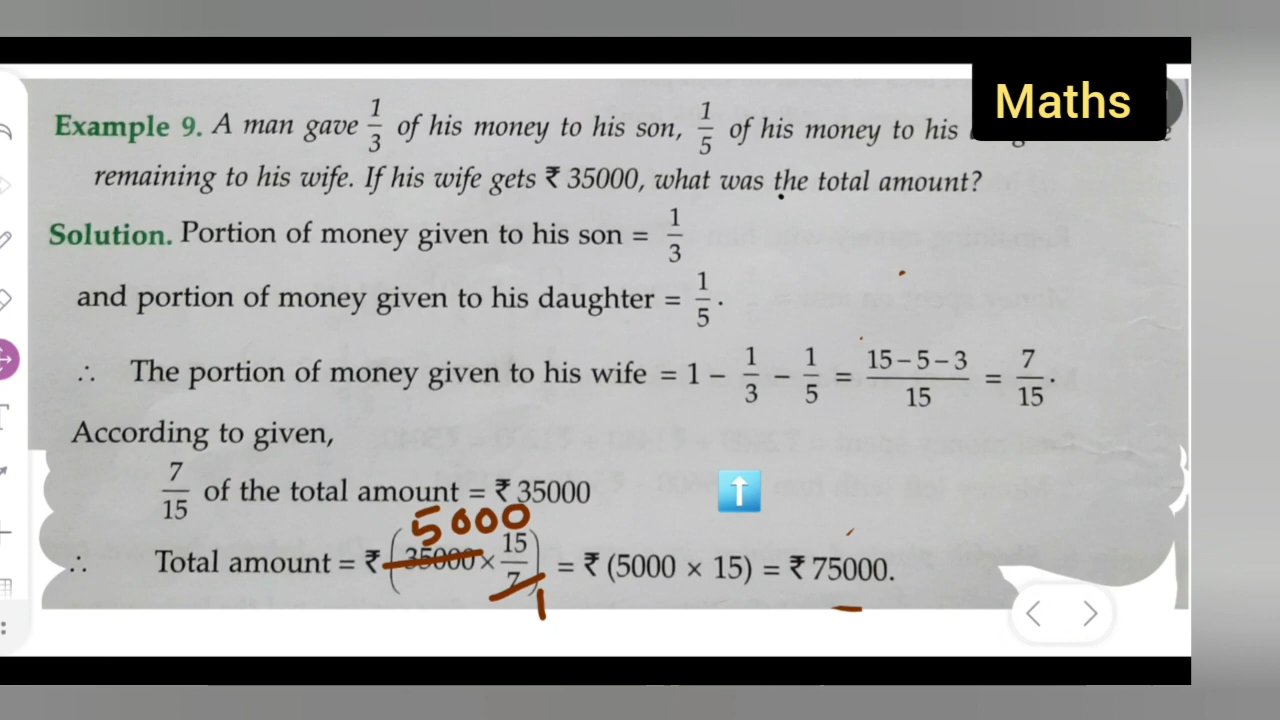 Maths
Example 9. A man gave 1/3 of his money to his son, 1/5 of his money to his
remaining to his wife. If his wife gets ₹ 35000, what was the total amount?
Solution. Portion of money given to his son = 1/3
and portion of money given to his daughter = 1/5.
∴ The portion of money given to his wife = 1 − 1/3 − 1/5 = 15 − 5 − 3/15 = 7/15.
According to given,
7/15 of the total amount = ₹ 35000
5000
∴ Total amount = ₹ (35000 × 15/7) = ₹ (5000 × 15) = ₹ 75000.
1